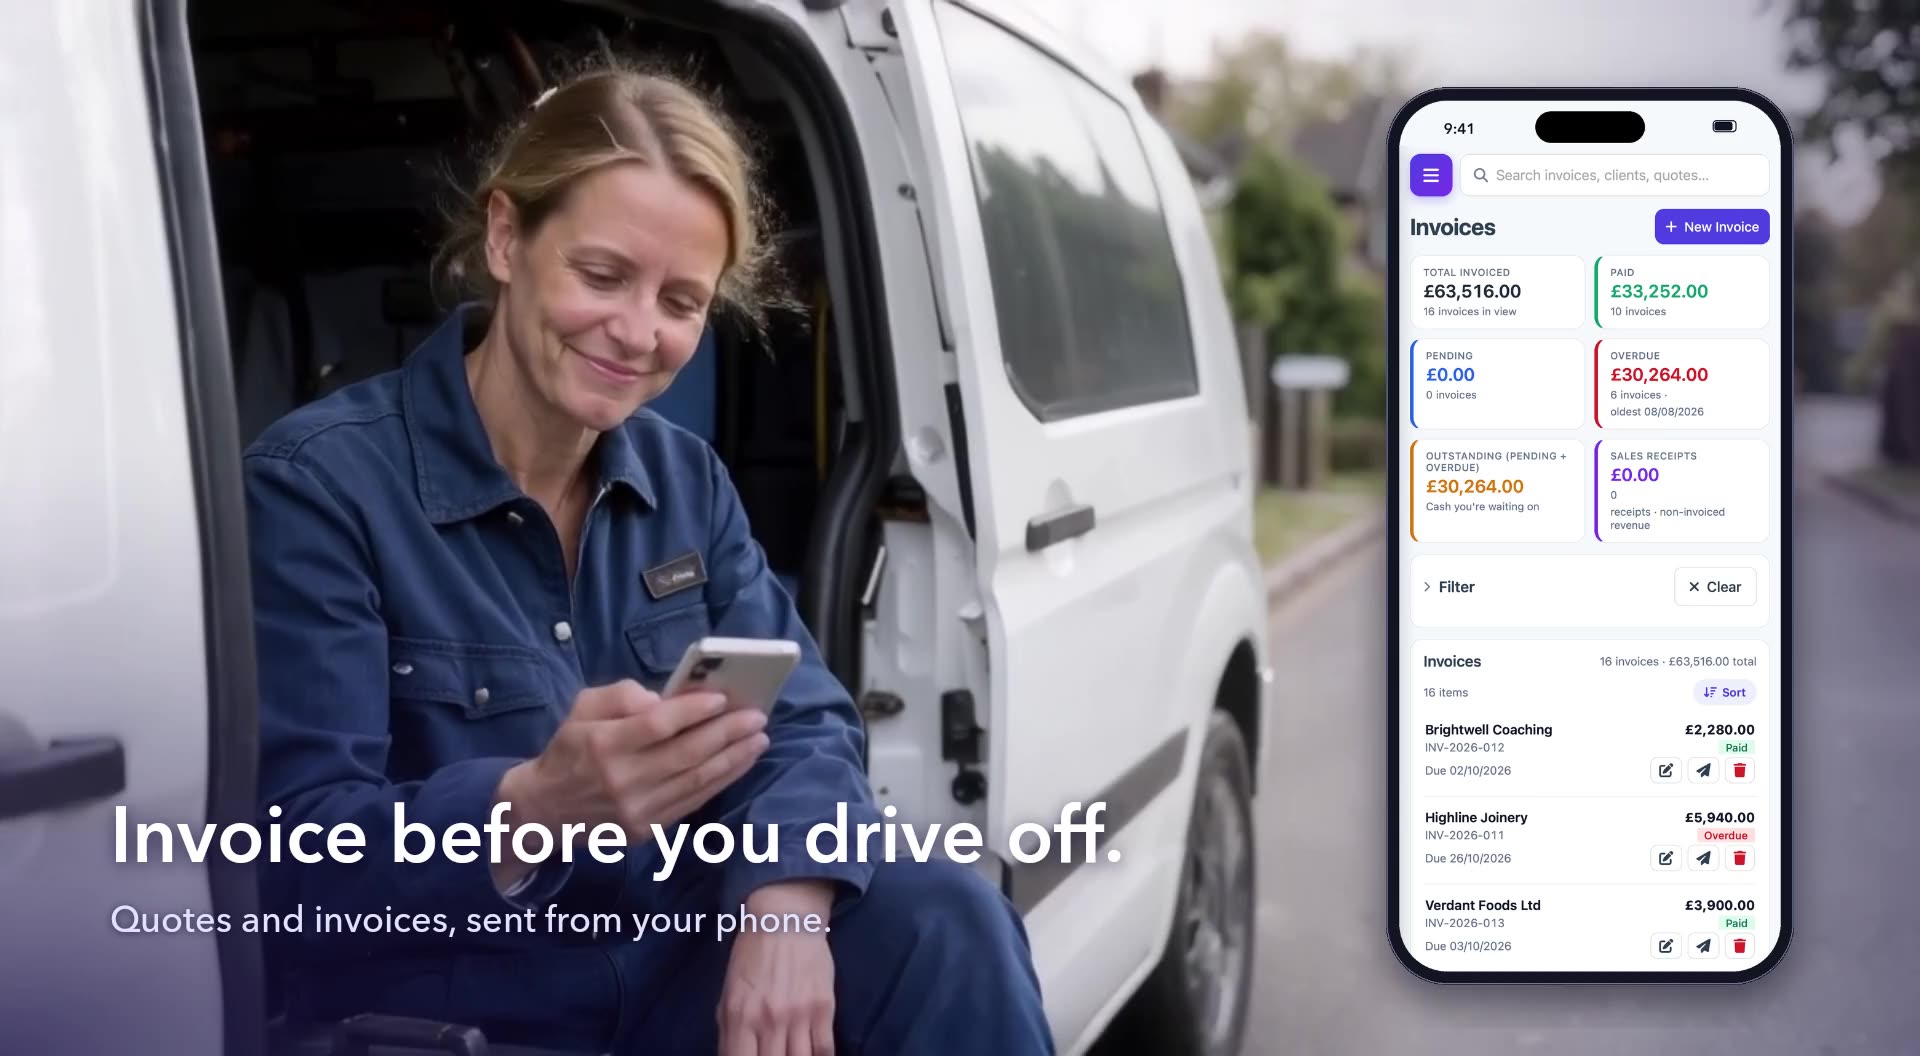 Invoice before you drive off.
Quotes and invoices, sent from your phone.
9:41
Search invoices, clients, quotes...
Invoices
+ New Invoice
TOTAL INVOICED
£63,516.00
16 invoices in view
PAID
£33,252.00
10 invoices
PENDING
£0.00
0 invoices
OVERDUE
£30,264.00
6 invoices ·
oldest 08/08/2026
OUTSTANDING (PENDING +
OVERDUE)
£30,264.00
Cash you're waiting on
SALES RECEIPTS
£0.00
0
receipts · non-invoiced
revenue
Filter
Clear
Invoices
16 invoices · £63,516.00 total
16 items
Sort
Brightwell Coaching
£2,280.00
INV-2026-012
Paid
Due 02/10/2026
Highline Joinery
£5,940.00
INV-2026-011
Overdue
Due 26/10/2026
Verdant Foods Ltd
£3,900.00
INV-2026-013
Paid
Due 03/10/2026